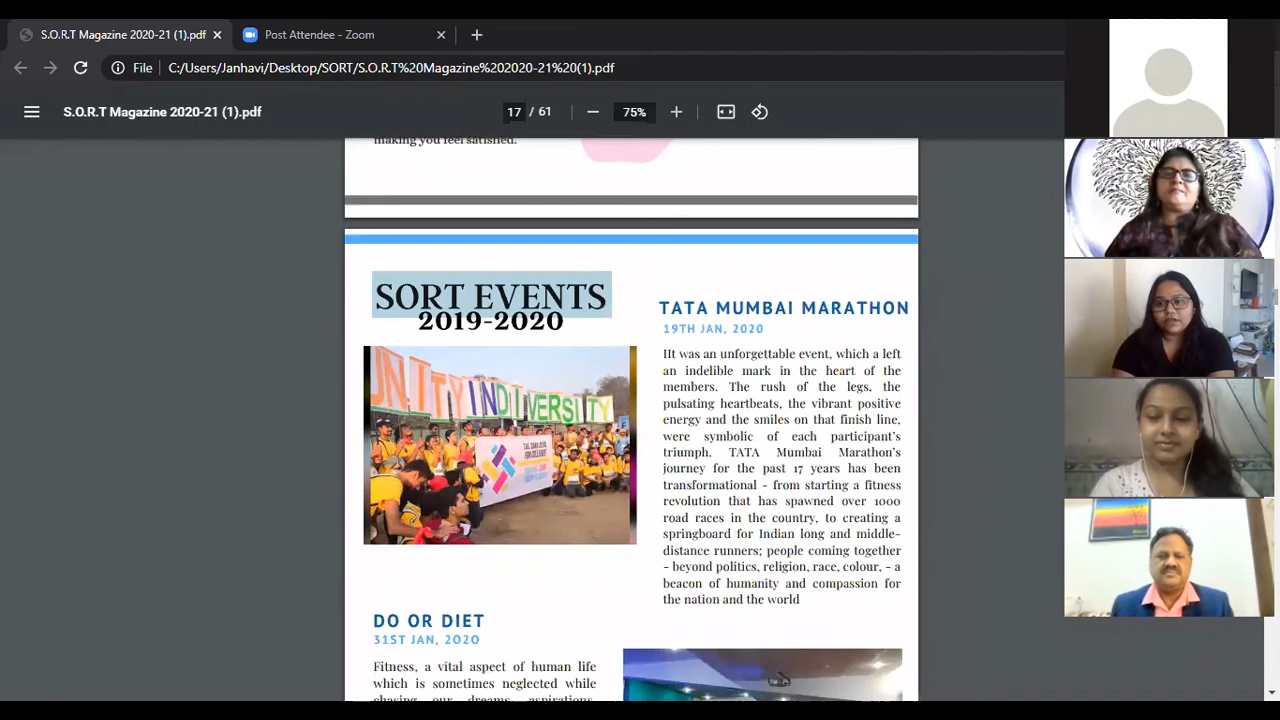 S.O.R.T Magazine 2020-21 (1).pdf
Post Attendee - Zoom
File
C:/Users/Janhavi/Desktop/SORT/S.O.R.T%20Magazine%202020-21%20(1).pdf
S.O.R.T Magazine 2020-21 (1).pdf
17 / 61
75%
making you feel satisfied.
SORT EVENTS
2019-2020
UNITY IN DIVERSITY
TATA MUMBAI MARATHON
19TH JAN, 2020
IIt was an unforgettable event, which a left
an indelible mark in the heart of the
members. The rush of the legs, the
pulsating heartbeats, the vibrant positive
energy and the smiles on that finish line,
were symbolic of each participant's
triumph. TATA Mumbai Marathon's
journey for the past 17 years has been
transformational - from starting a fitness
revolution that has spawned over 1000
road races in the country, to creating a
springboard for Indian long and middle-
distance runners; people coming together
- beyond politics, religion, race, colour, - a
beacon of humanity and compassion for
the nation and the world
DO OR DIET
31ST JAN, 2020
Fitness, a vital aspect of human life
which is sometimes neglected while
chasing our dreams, aspirations,